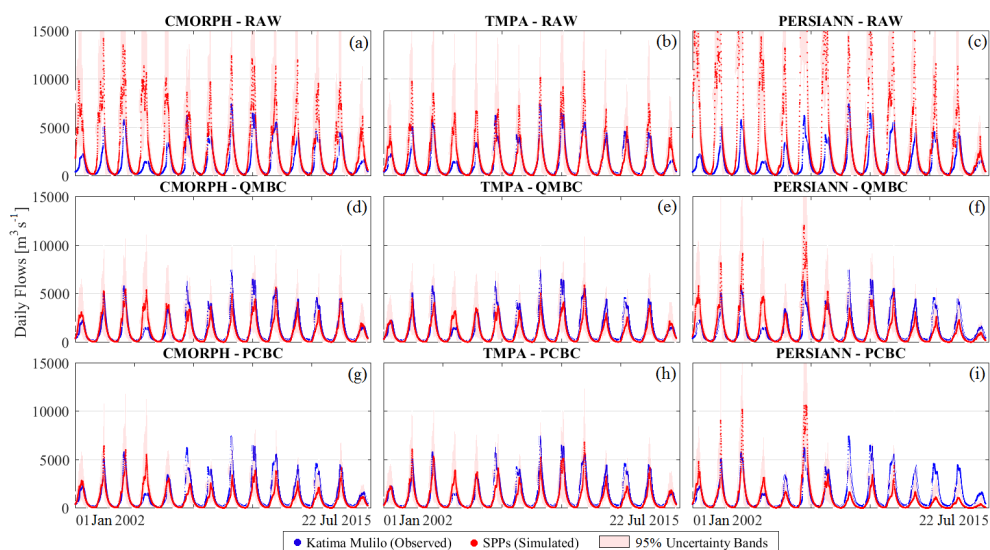 CMORPH - RAW TMPA - RAW PERSIANN - RAW
15000 (a) (b) (c)
10000
5000
0
CMORPH - QMBC TMPA - QMBC PERSIANN - QMBC
15000 (d) (e) (f)
10000
5000
0
Daily Flows [m³ s⁻¹]
CMORPH - PCBC TMPA - PCBC PERSIANN - PCBC
15000 (g) (h) (i)
10000
5000
0
01 Jan 2002 22 Jul 2015 01 Jan 2002 22 Jul 2015 01 Jan 2002 22 Jul 2015
Katima Mulilo (Observed) SPPs (Simulated) 95% Uncertainty Bands